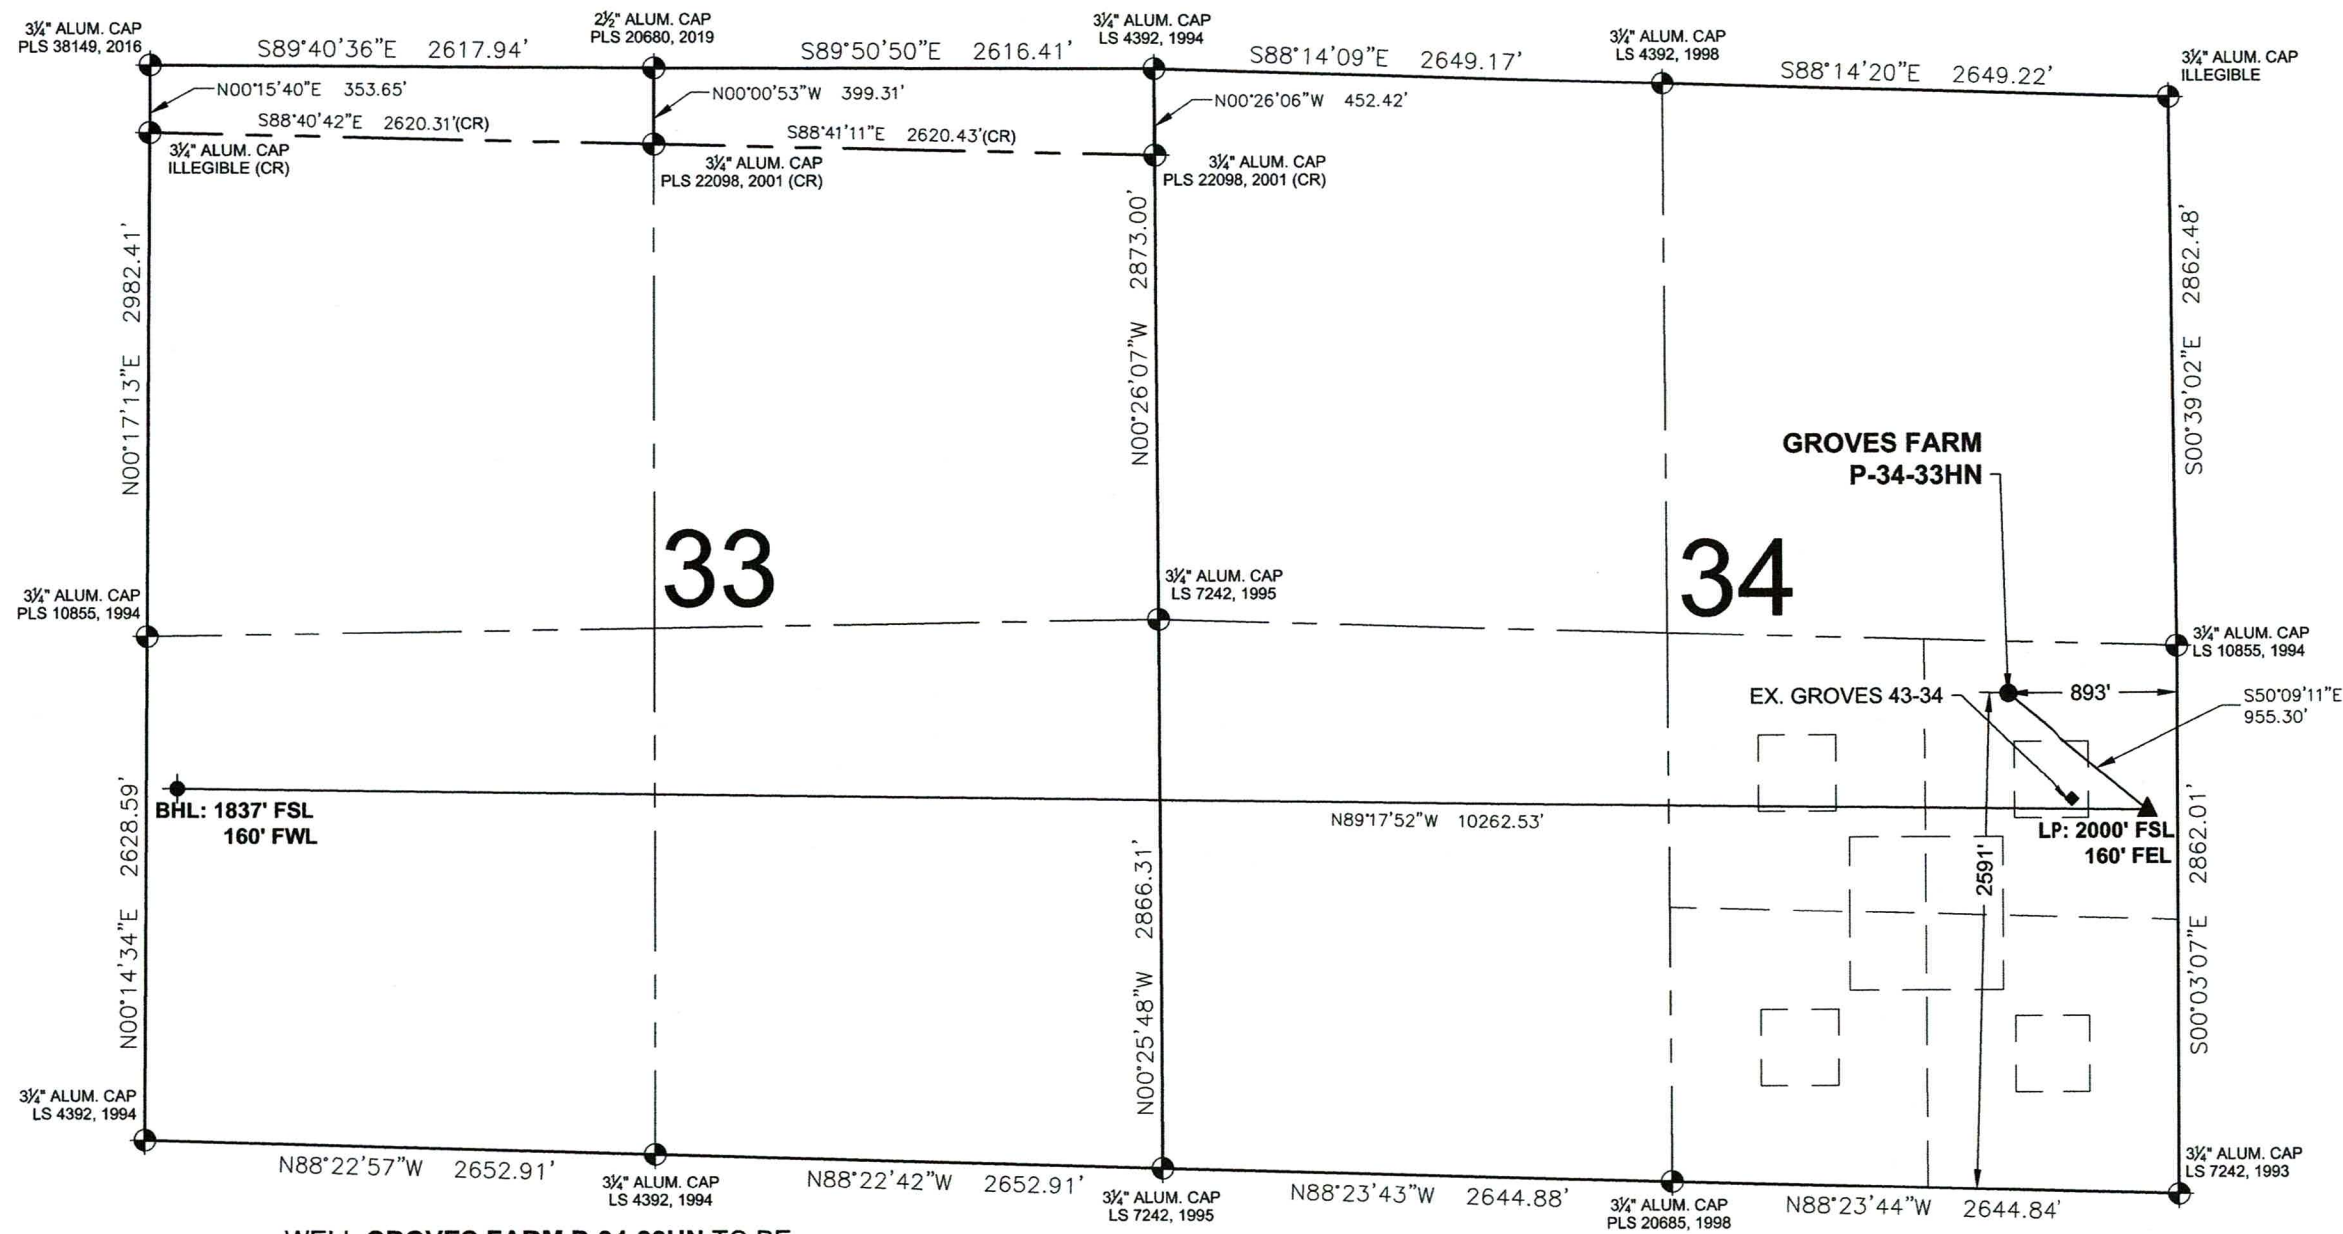 3¼" ALUM. CAP
PLS 38149, 2016
S89°40'36"E 2617.94'
2½" ALUM. CAP
PLS 20680, 2019
S89°50'50"E 2616.41'
3¼" ALUM. CAP
LS 4392, 1994
S88°14'09"E 2649.17'
3¼" ALUM. CAP
LS 4392, 1998
S88°14'20"E 2649.22'
3¼" ALUM. CAP
ILLEGIBLE
N00°15'40"E 353.65'
N00°00'53"W 399.31'
N00°26'06"W 452.42'
S88°40'42"E 2620.31'(CR)
S88°41'11"E 2620.43'(CR)
3¼" ALUM. CAP
ILLEGIBLE (CR)
3¼" ALUM. CAP
PLS 22098, 2001 (CR)
3¼" ALUM. CAP
PLS 22098, 2001 (CR)
N00°17'13"E 2982.41'
N00°26'07"W 2873.00'
S00°39'02"E 2862.48'
GROVES FARM
P-34-33HN
33
34
3¼" ALUM. CAP
PLS 10855, 1994
3¼" ALUM. CAP
LS 7242, 1995
3¼" ALUM. CAP
LS 10855, 1994
EX. GROVES 43-34
893'
S50°09'11"E
955.30'
BHL: 1837' FSL
160' FWL
N89°17'52"W 10262.53'
LP: 2000' FSL
160' FEL
2591'
N00°14'34"E 2628.59'
N00°25'48"W 2866.31'
S00°03'07"E 2862.01'
3¼" ALUM. CAP
LS 4392, 1994
N88°22'57"W 2652.91'
3¼" ALUM. CAP
LS 4392, 1994
N88°22'42"W 2652.91'
3¼" ALUM. CAP
LS 7242, 1995
N88°23'43"W 2644.88'
3¼" ALUM. CAP
PLS 20685, 1998
N88°23'44"W 2644.84'
3¼" ALUM. CAP
LS 7242, 1993
WELL GROVES FARM P-34-33HN TO BE